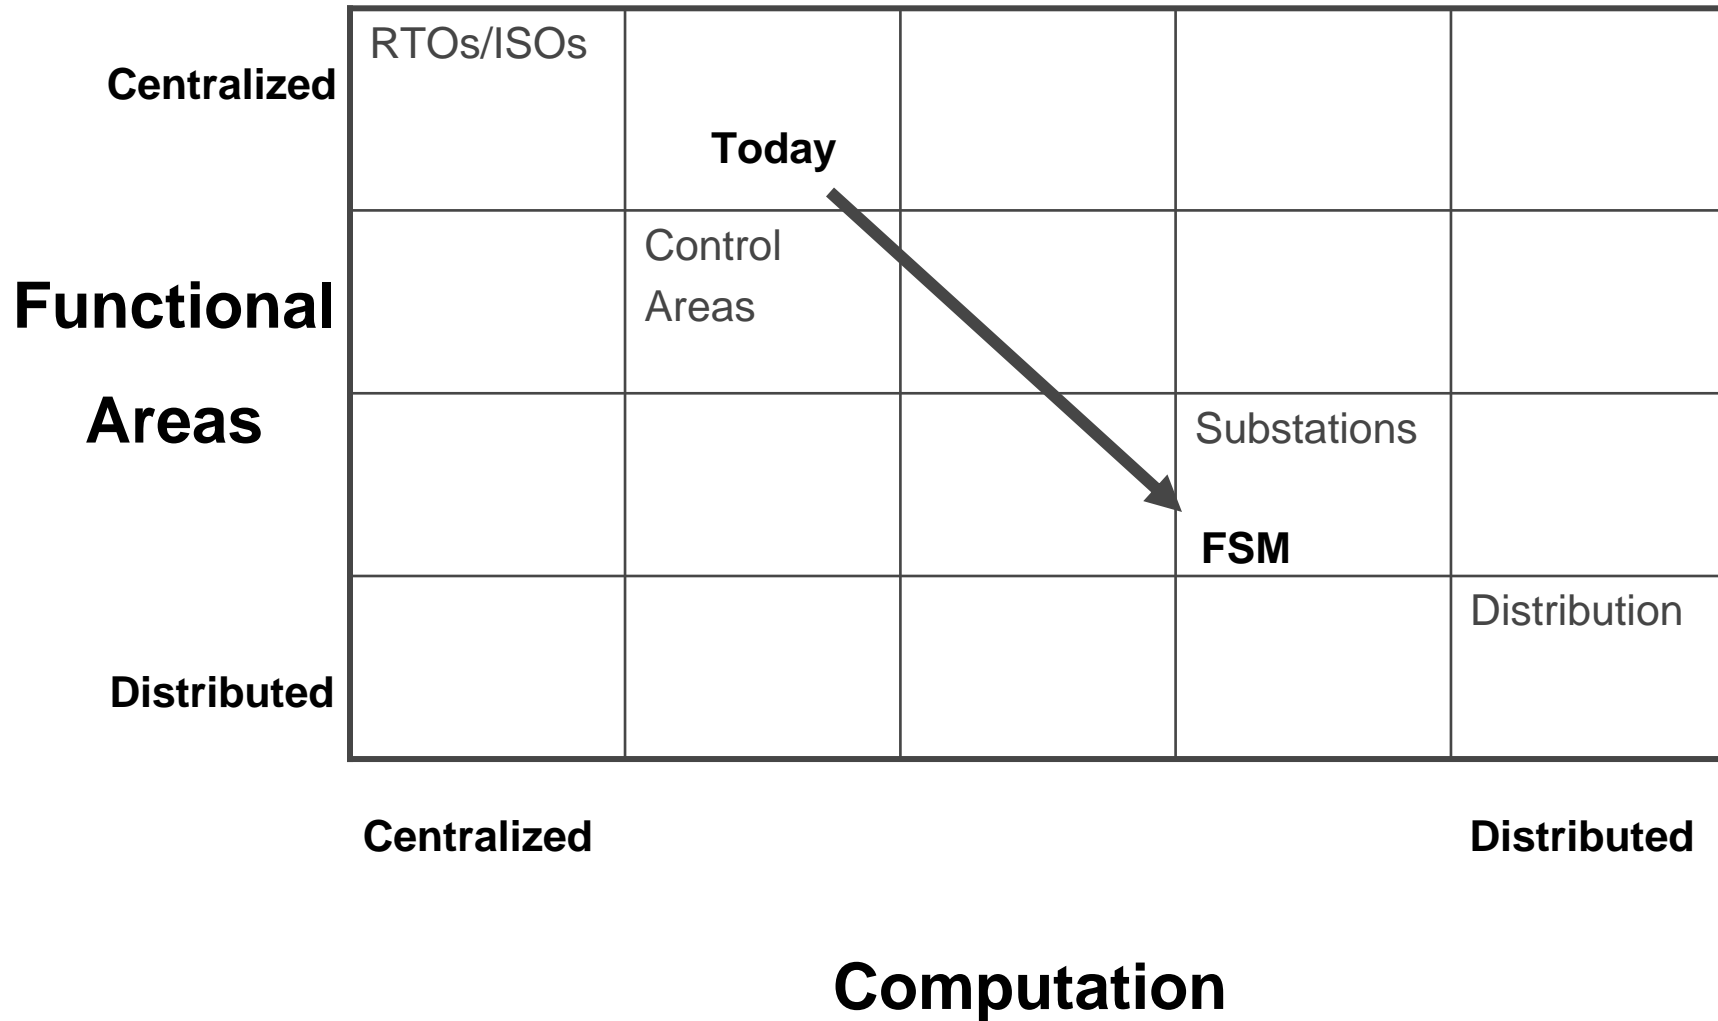 RTOs/ISOs
Centralized
Today
Control
Areas
Functional
Areas
Substations
FSM
Distribution
Distributed
Centralized
Distributed
Computation